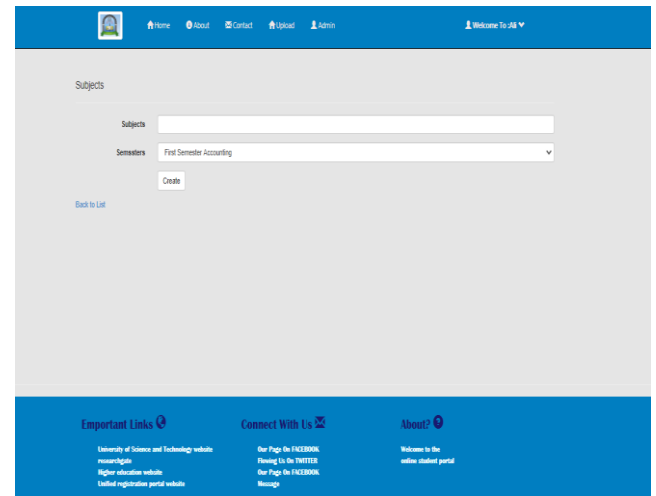 Home About Contact Upload Admin Welcome To :Ali
Subjects
Subjects
Semesters First Semester Accounting
Create
Back to List
Emportant Links Connect With Us About?
University of Science and Technology website Our Page On FACEBOOK Welcome to the
researchgate Flowing Us On TWITTER online student portal
Higher education website Our Page On FACEBOOK
Unified registration portal website Message